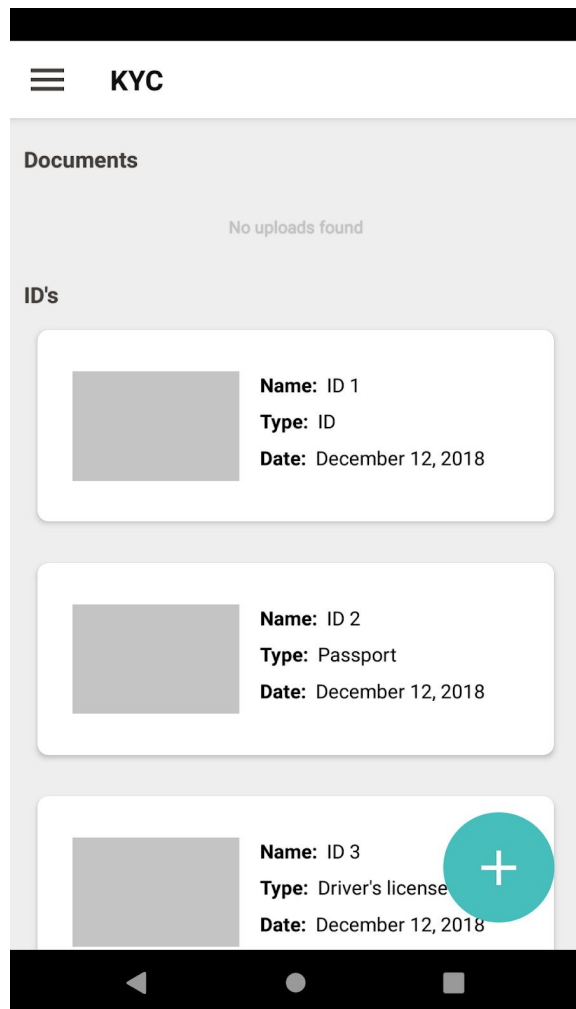 KYC
Documents
No uploads found
ID's
Name: ID 1
Type: ID
Date: December 12, 2018
Name: ID 2
Type: Passport
Date: December 12, 2018
Name: ID 3
Type: Driver's license
Date: December 12, 2018